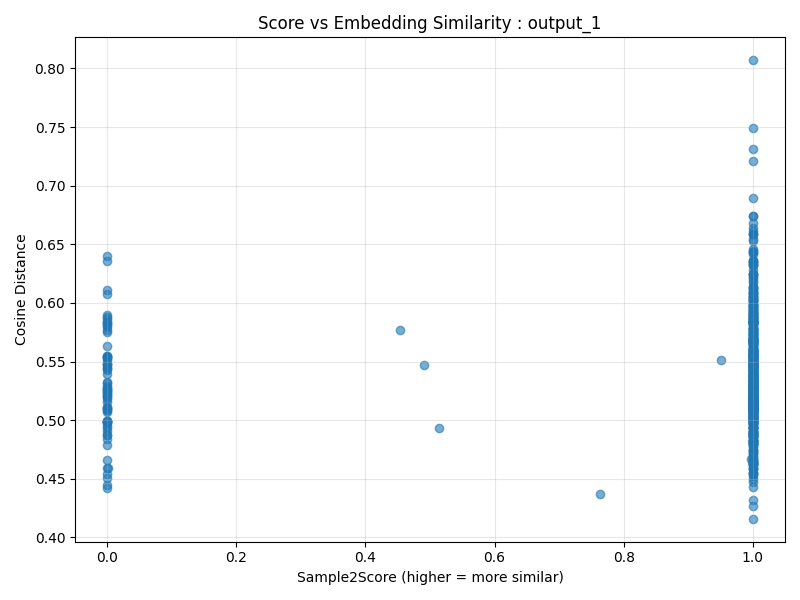 Score vs Embedding Similarity : output_1
Cosine Distance
0.80
0.75
0.70
0.65
0.60
0.55
0.50
0.45
0.40
0.0 0.2 0.4 0.6 0.8 1.0
Sample2Score (higher = more similar)